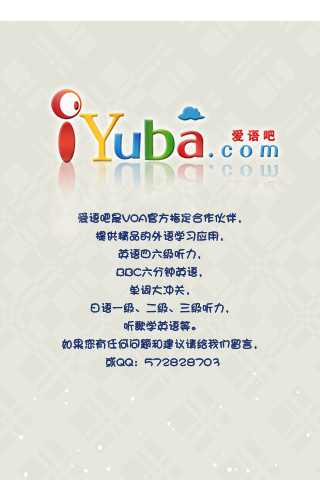 iYuba.com
爱语吧
爱语吧是VOA官方指定合作伙伴，
提供精品的外语学习应用，
英语四六级听力，
BBC六分钟英语，
单词大冲关，
日语一级、二级、三级听力，
听歌学英语等。
如果您有任何问题和建议请给我们留言，
或QQ：572828703